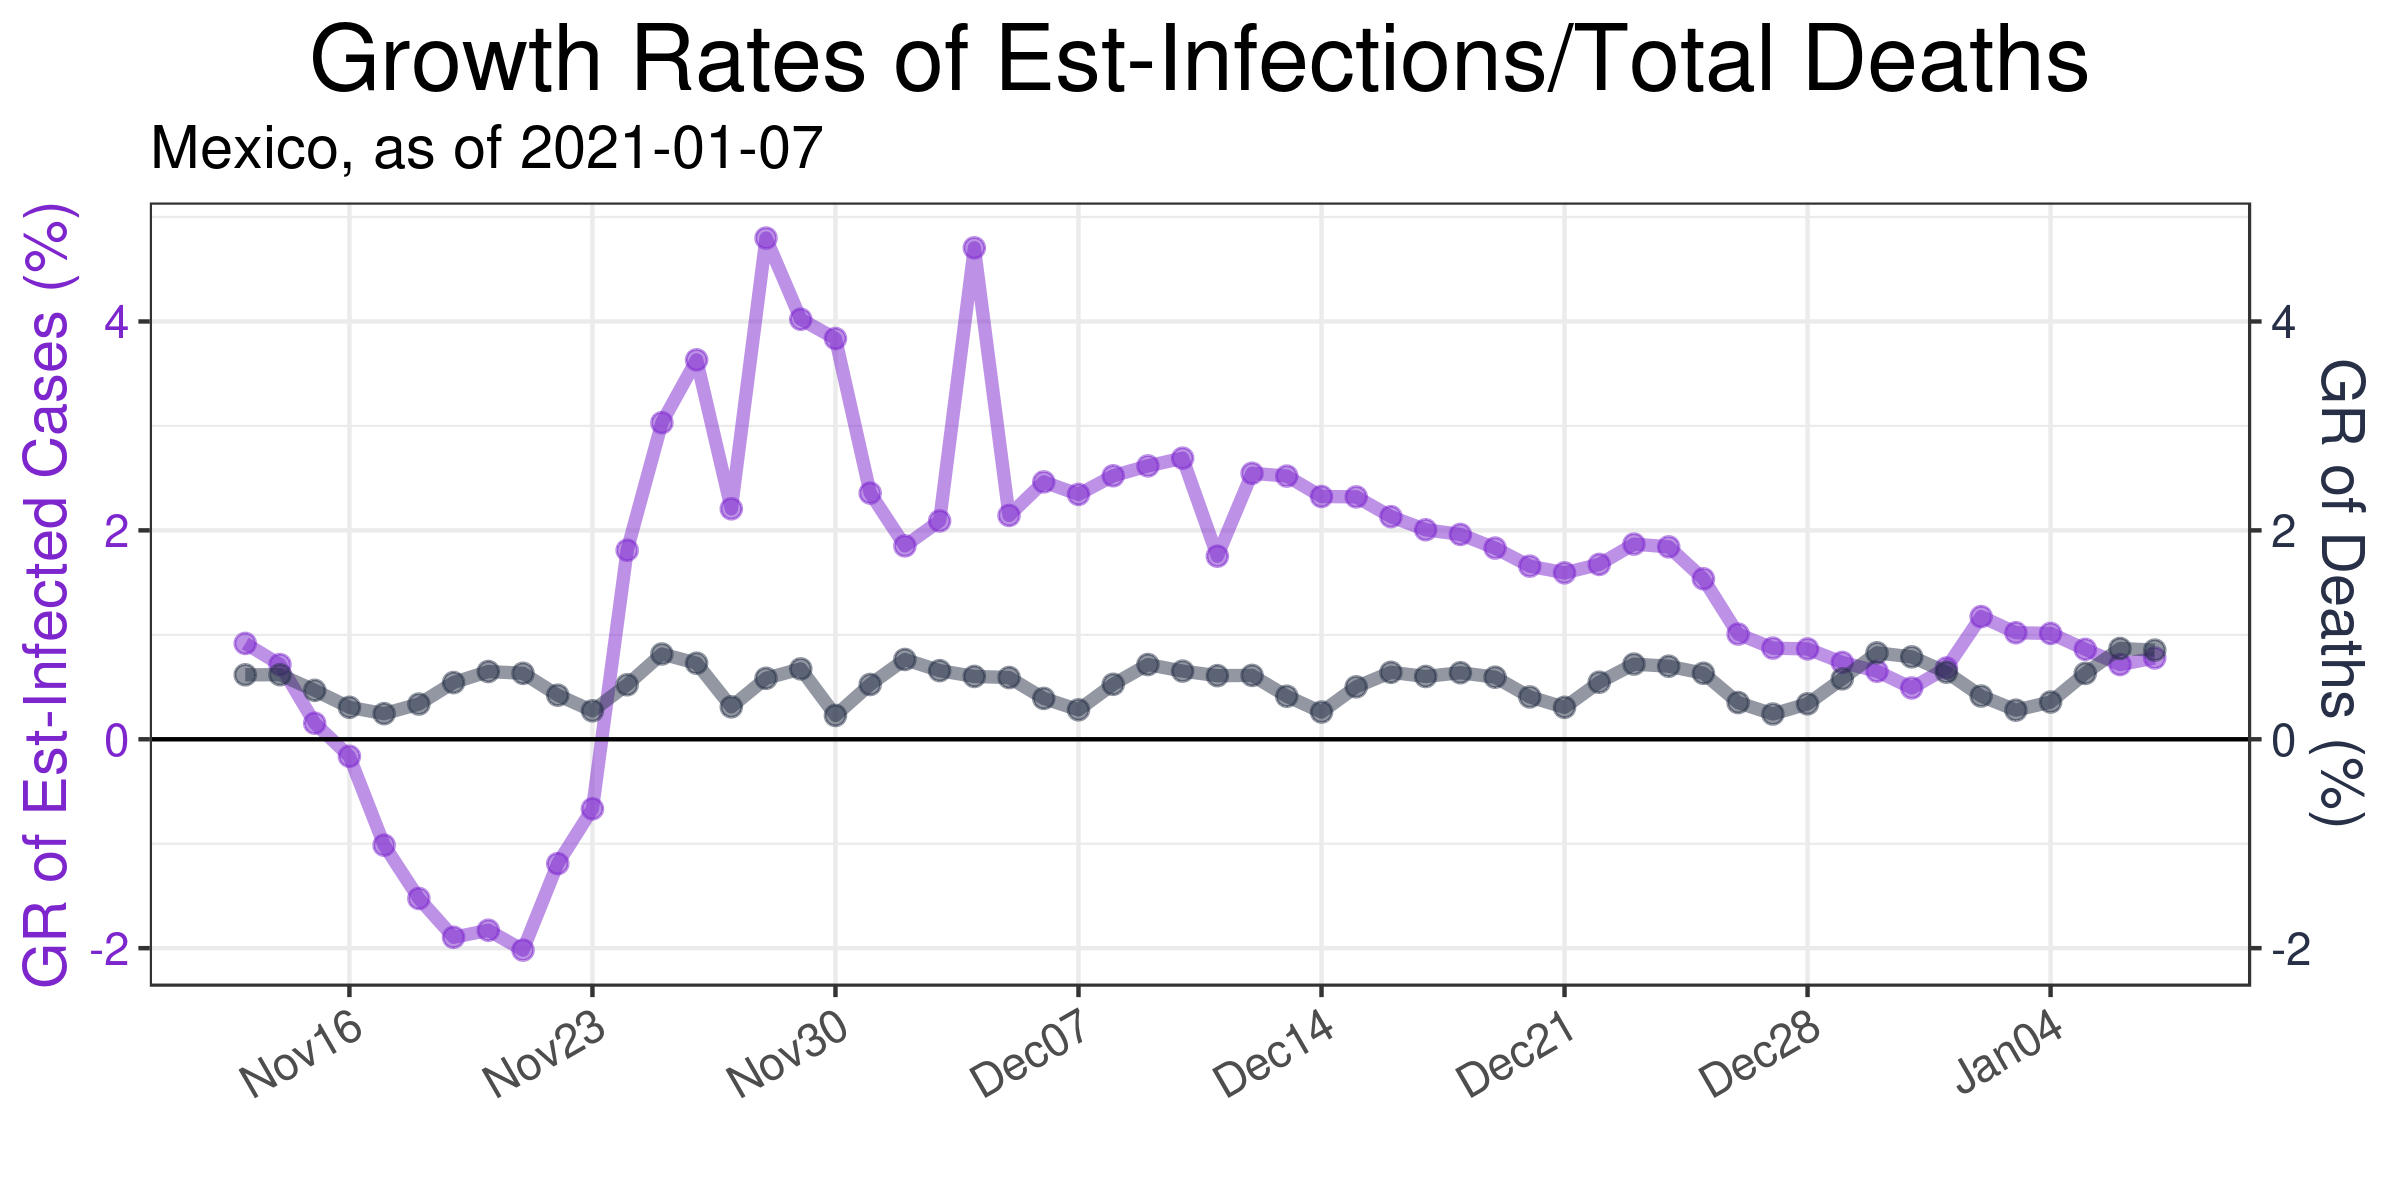 Growth Rates of Est-Infections/Total Deaths
Mexico, as of 2021-01-07
GR of Est-Infected Cases (%)
4
2
0
-2
4
2
0
-2
GR of Deaths (%)
Nov16
Nov23
Nov30
Dec07
Dec14
Dec21
Dec28
Jan04